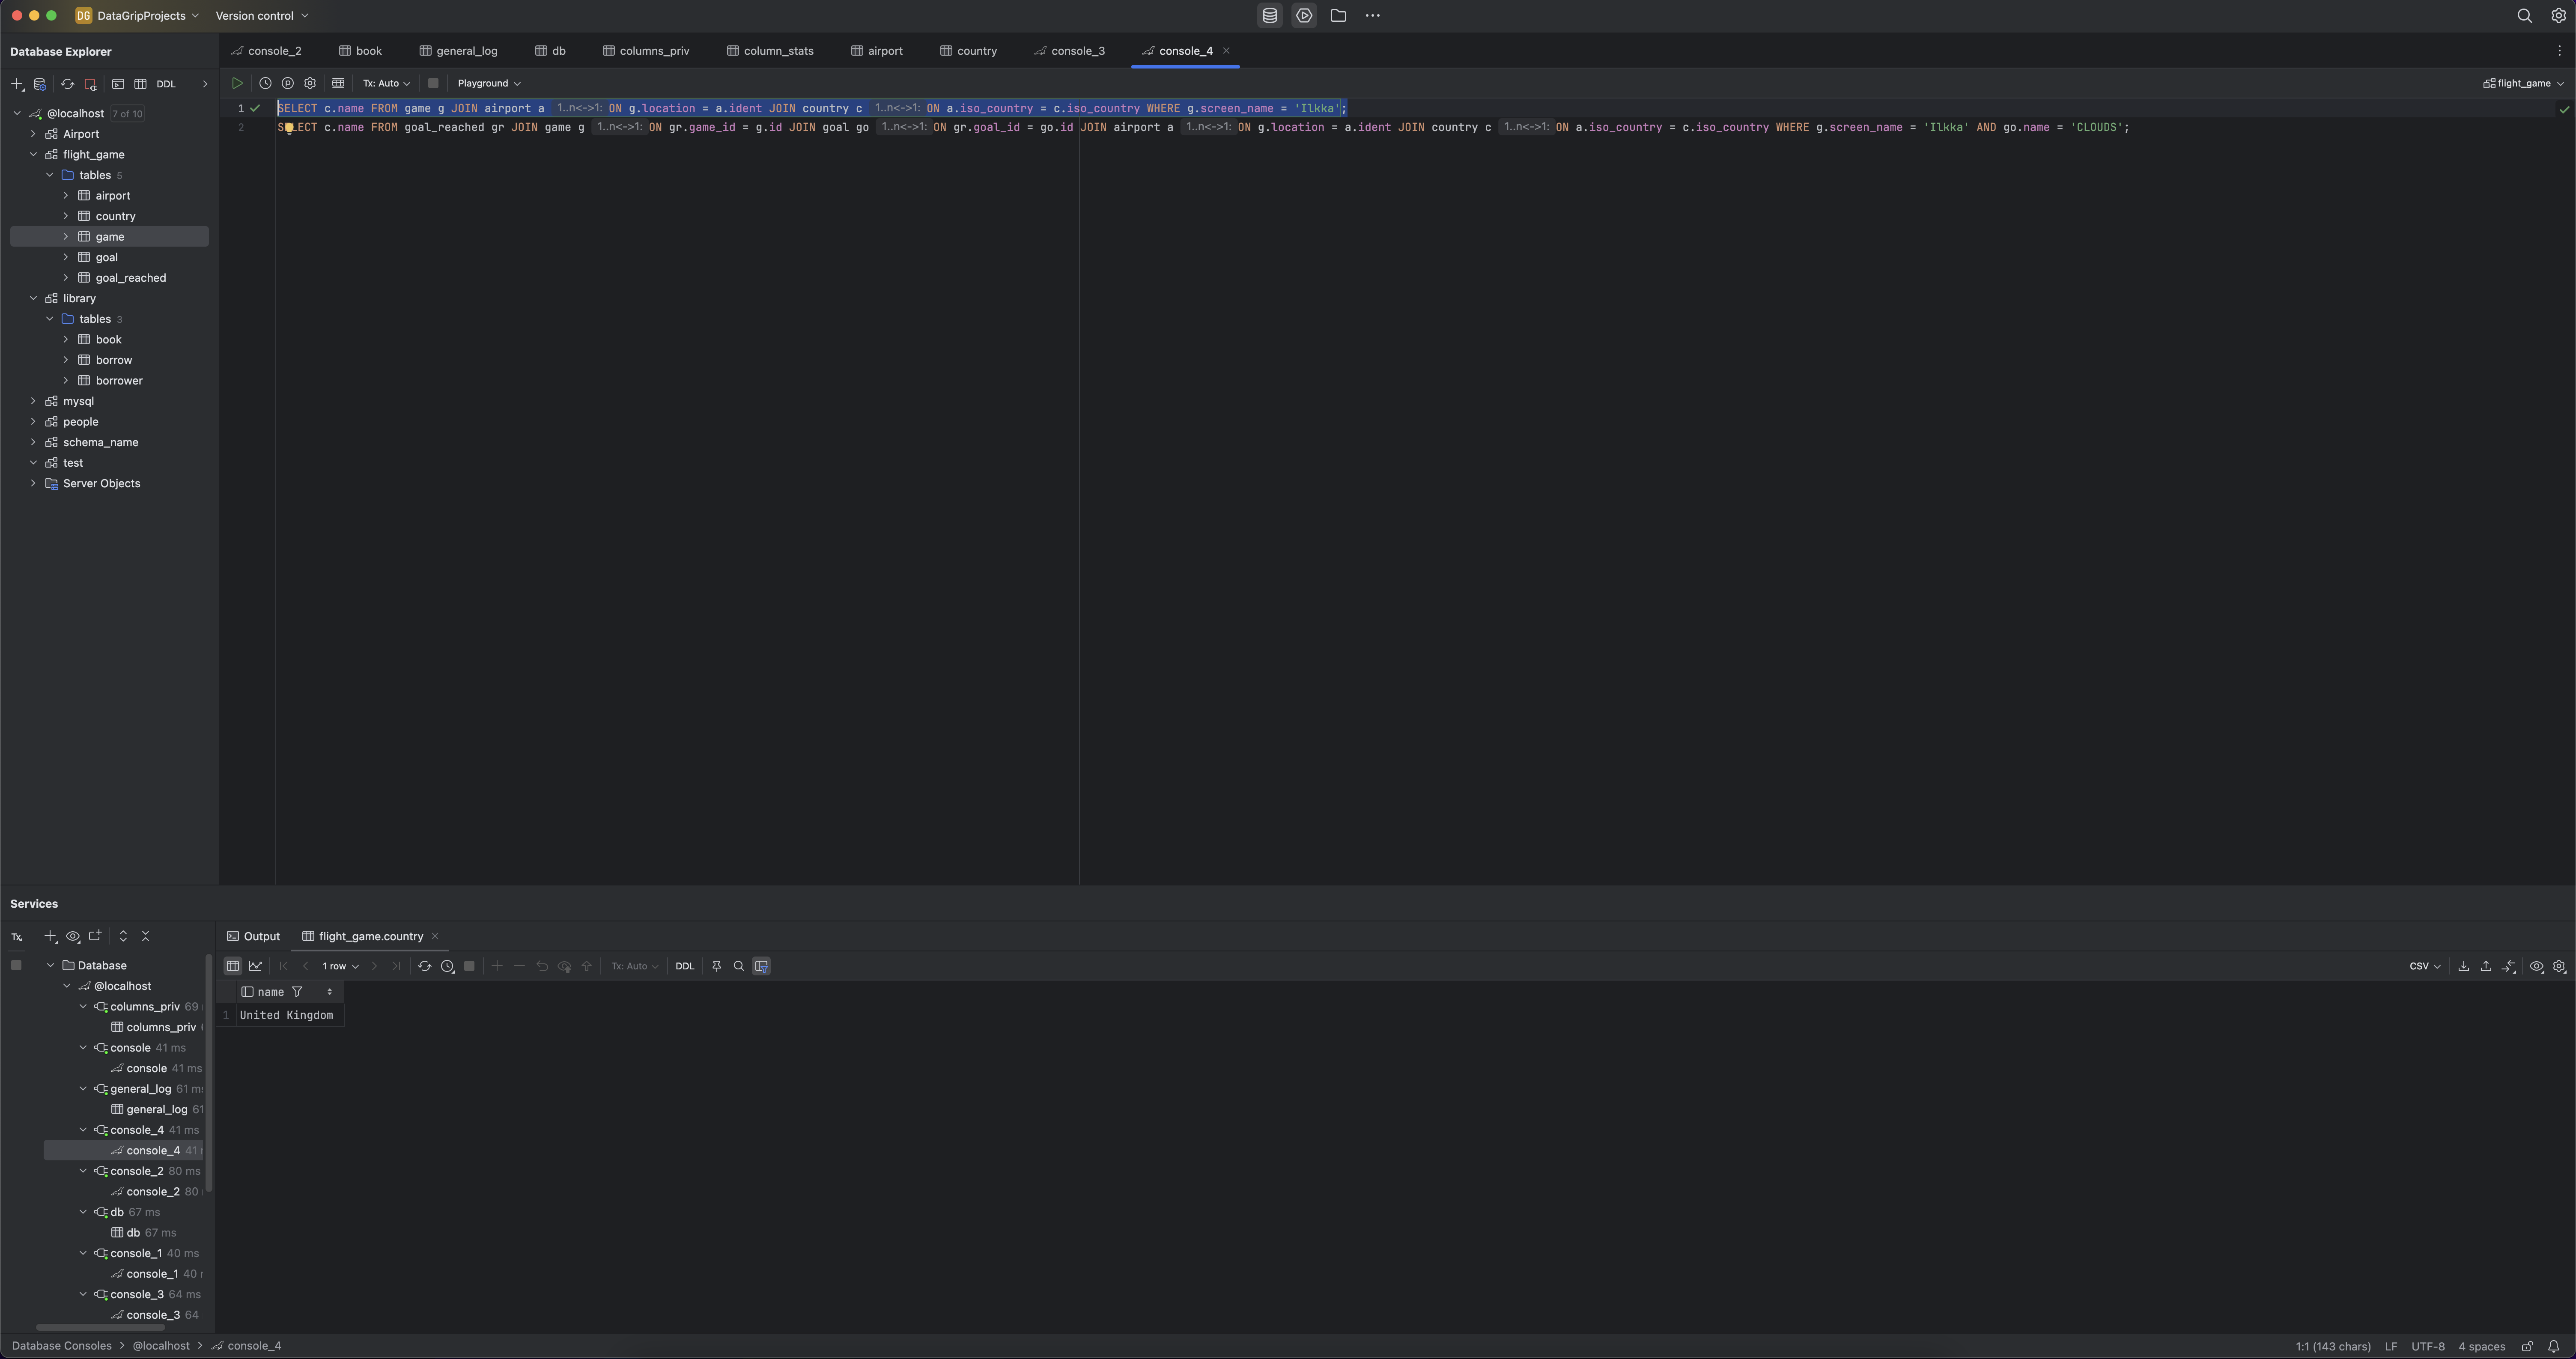 DG DataGripProjects Version control
Database Explorer
console_2 book general_log db columns_priv column_stats airport country console_3 console_4
DDL
Tx: Auto Playground flight_game
@localhost 7 of 10
Airport
flight_game
tables 5
airport
country
game
goal
goal_reached
library
tables 3
book
borrow
borrower
mysql
people
schema_name
test
Server Objects
1 SELECT c.name FROM game g JOIN airport a 1..n<->1: ON g.location = a.ident JOIN country c 1..n<->1: ON a.iso_country = c.iso_country WHERE g.screen_name = 'Ilkka';
2 SELECT c.name FROM goal_reached gr JOIN game g 1..n<->1: ON gr.game_id = g.id JOIN goal go 1..n<->1: ON gr.goal_id = go.id JOIN airport a 1..n<->1: ON g.location = a.ident JOIN country c 1..n<->1: ON a.iso_country = c.iso_country WHERE g.screen_name = 'Ilkka' AND go.name = 'CLOUDS';
Services
Tx
Database
@localhost
columns_priv 69
columns_priv
console 41 ms
console 41 ms
general_log 61 ms
general_log 61
console_4 41 ms
console_4 41
console_2 80 ms
console_2 80
db 67 ms
db 67 ms
console_1 40 ms
console_1 40
console_3 64 ms
console_3 64
Output flight_game.country
1 row Tx: Auto DDL CSV
name
1 United Kingdom
Database Consoles > @localhost > console_4 1:1 (143 chars) LF UTF-8 4 spaces